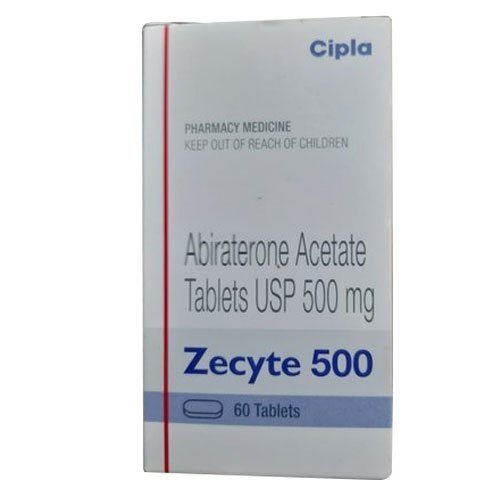 Cipla
PHARMACY MEDICINE
KEEP OUT OF REACH OF CHILDREN
Abiraterone Acetate
Tablets USP 500 mg
Zecyte 500
60 Tablets